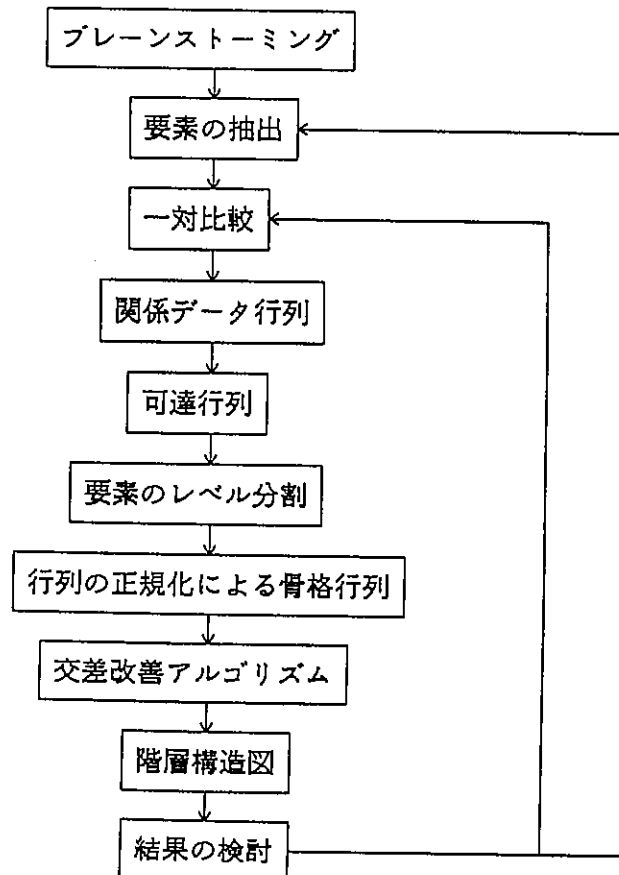 ブレーンストーミング
要素の抽出
一対比較
関係データ行列
可達行列
要素のレベル分割
行列の正規化による骨格行列
交差改善アルゴリズム
階層構造図
結果の検討